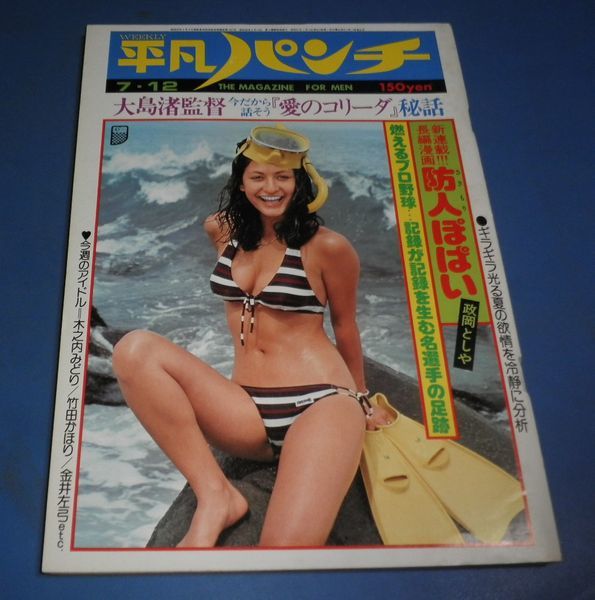 WEEKLY
平凡パンチ
7・12
THE MAGAZINE FOR MEN
150yen
大島渚監督 今だから話そう『愛のコリーダ』秘話
新連載!!!
長編漫画
防人ぽぱい
さきもり
政岡としや
燃えるプロ野球…記録が記録を生む名選手の足跡
●ギラギラ光る夏の欲情を冷静に分析
♥今週のアイドル=木之内みどり/竹田かほり/金井左弓etc.